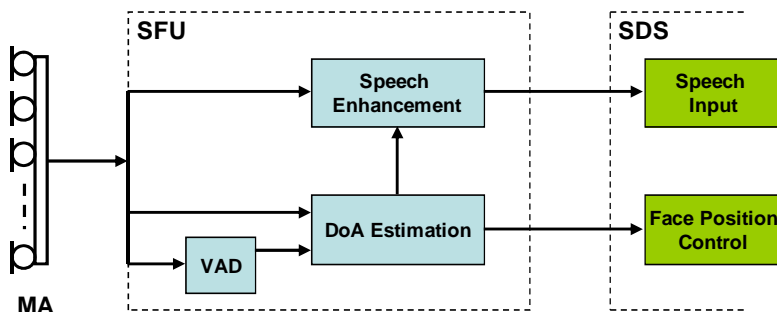 SFU
SDS
Speech
Enhancement
Speech
Input
DoA Estimation
Face Position
Control
VAD
MA